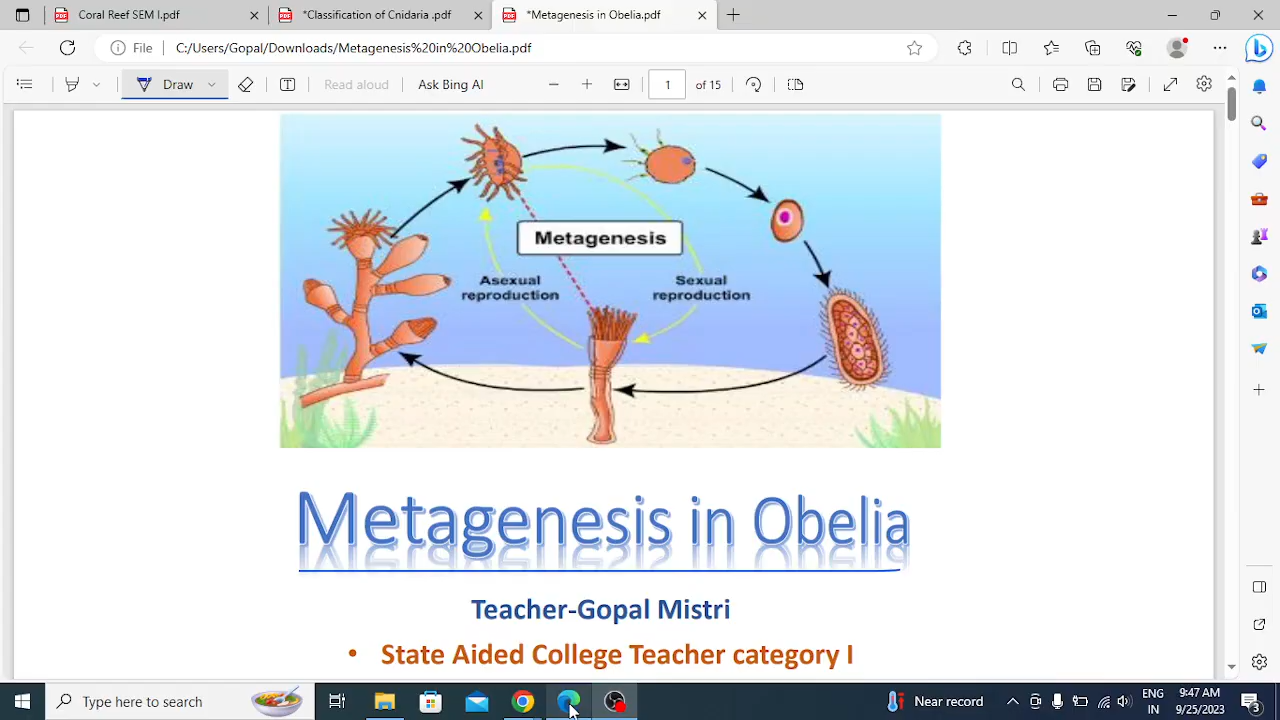 Coral Reef SEM I.pdf
*Classification of Cnidaria.pdf
*Metagenesis in Obelia.pdf
File
C:/Users/Gopal/Downloads/Metagenesis%20in%20Obelia.pdf
Draw
Read aloud
Ask Bing AI
1 of 15
Metagenesis
Asexual
reproduction
Sexual
reproduction
Metagenesis in Obelia
Teacher-Gopal Mistri
• State Aided College Teacher category I
Type here to search
Near record
ENG
IN
9:47 AM
9/25/2023
3